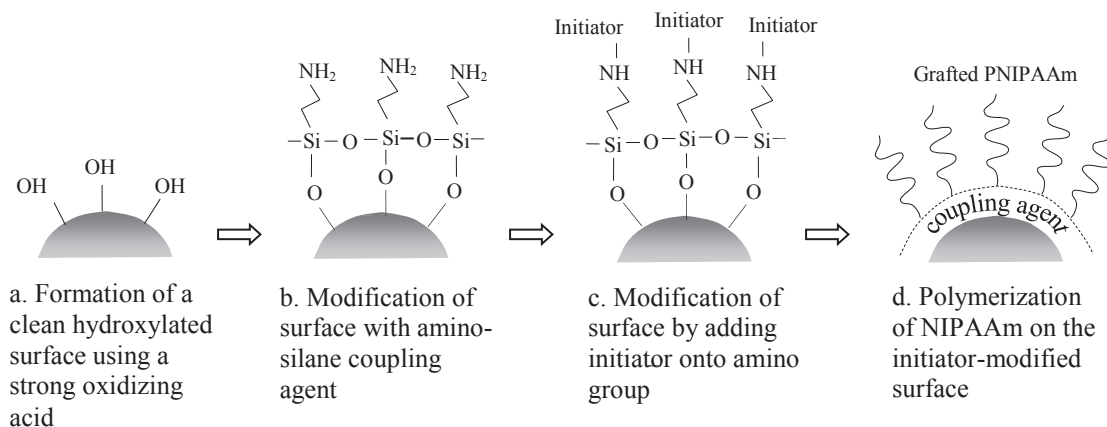 Initiator
Initiator
Initiator
NH₂
NH₂
NH₂
NH
NH
NH
Grafted PNIPAAm
Si
O
Si
O
Si
Si
O
Si
O
Si
OH
OH
OH
O
O
O
O
O
O
coupling agent
a. Formation of a
clean hydroxylated
surface using a
strong oxidizing
acid
b. Modification of
surface with amino-
silane coupling
agent
c. Modification of
surface by adding
initiator onto amino
group
d. Polymerization
of NIPAAm on the
initiator-modified
surface